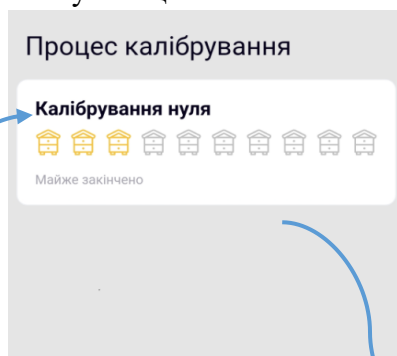 Процес калібрування
Калібрування нуля
Майже закінчено